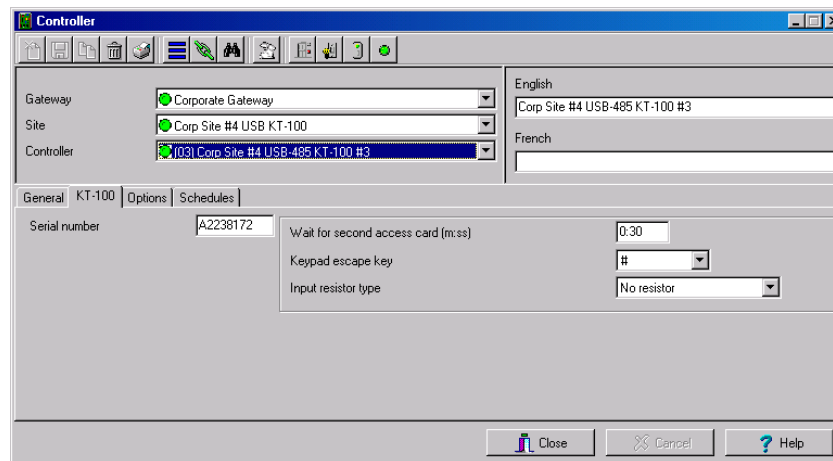 Controller
English
Gateway Corporate Gateway
Corp Site #4 USB-485 KT-100 #3
Site Corp Site #4 USB KT-100
French
Controller (03) Corp Site #4 USB-485 KT-100 #3
General KT-100 Options Schedules
Serial number A2238172
Wait for second access card (m:ss) 0:30
Keypad escape key #
Input resistor type No resistor
Close Cancel Help